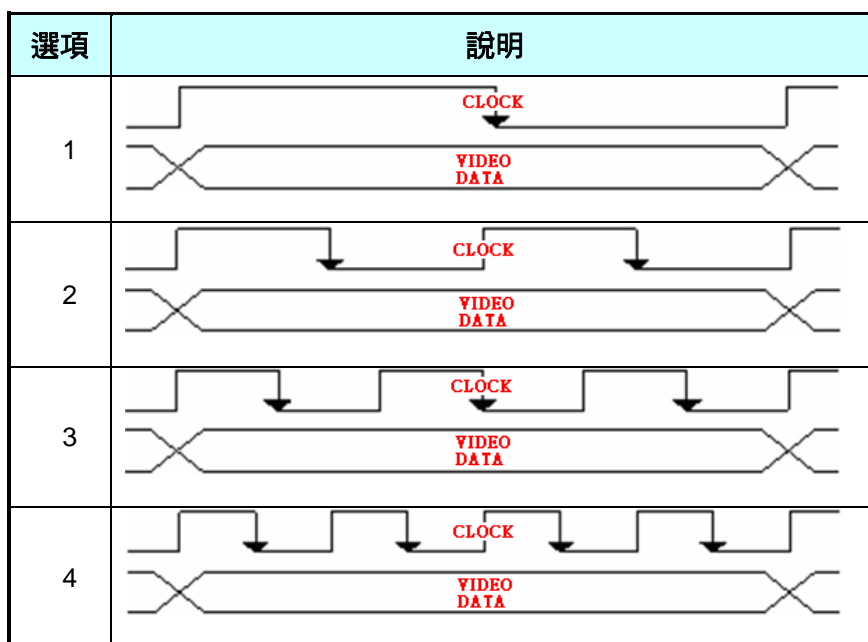 選項 說明
CLOCK
1
VIDEO
DATA
CLOCK
2
VIDEO
DATA
CLOCK
3
VIDEO
DATA
CLOCK
4
VIDEO
DATA